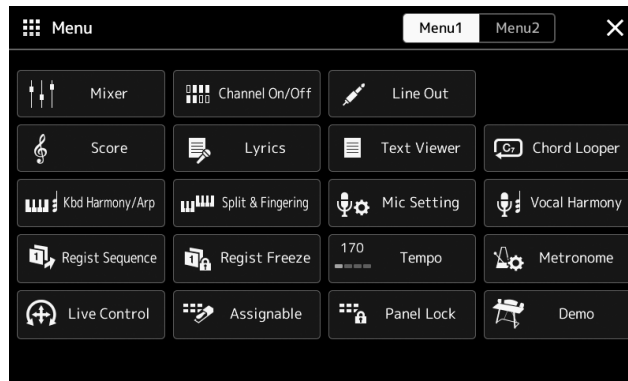 Menu
Menu1
Menu2
Mixer
Channel On/Off
Line Out
Score
Lyrics
Text Viewer
C7
Chord Looper
Kbd Harmony/Arp
Split & Fingering
Mic Setting
Vocal Harmony
1
Regist Sequence
1
Regist Freeze
170
Tempo
Metronome
Live Control
Assignable
Panel Lock
Demo